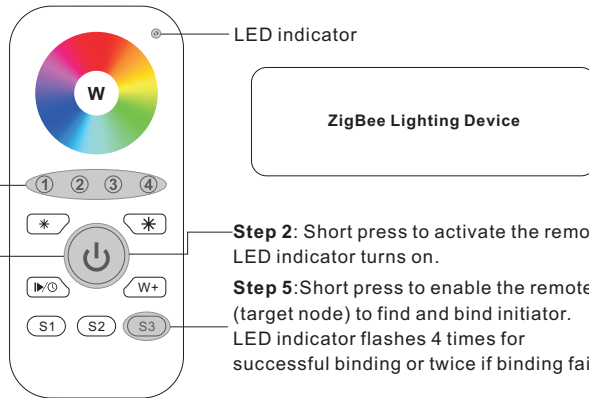 LED indicator
W
ZigBee Lighting Device
1 2 3 4
Step 2: Short press to activate the
LED indicator turns on.
W+
Step 5:Short press to enable the remote
(target node) to find and bind initiator.
S1 S2 S3
LED indicator flashes 4 times for
successful binding or twice if binding